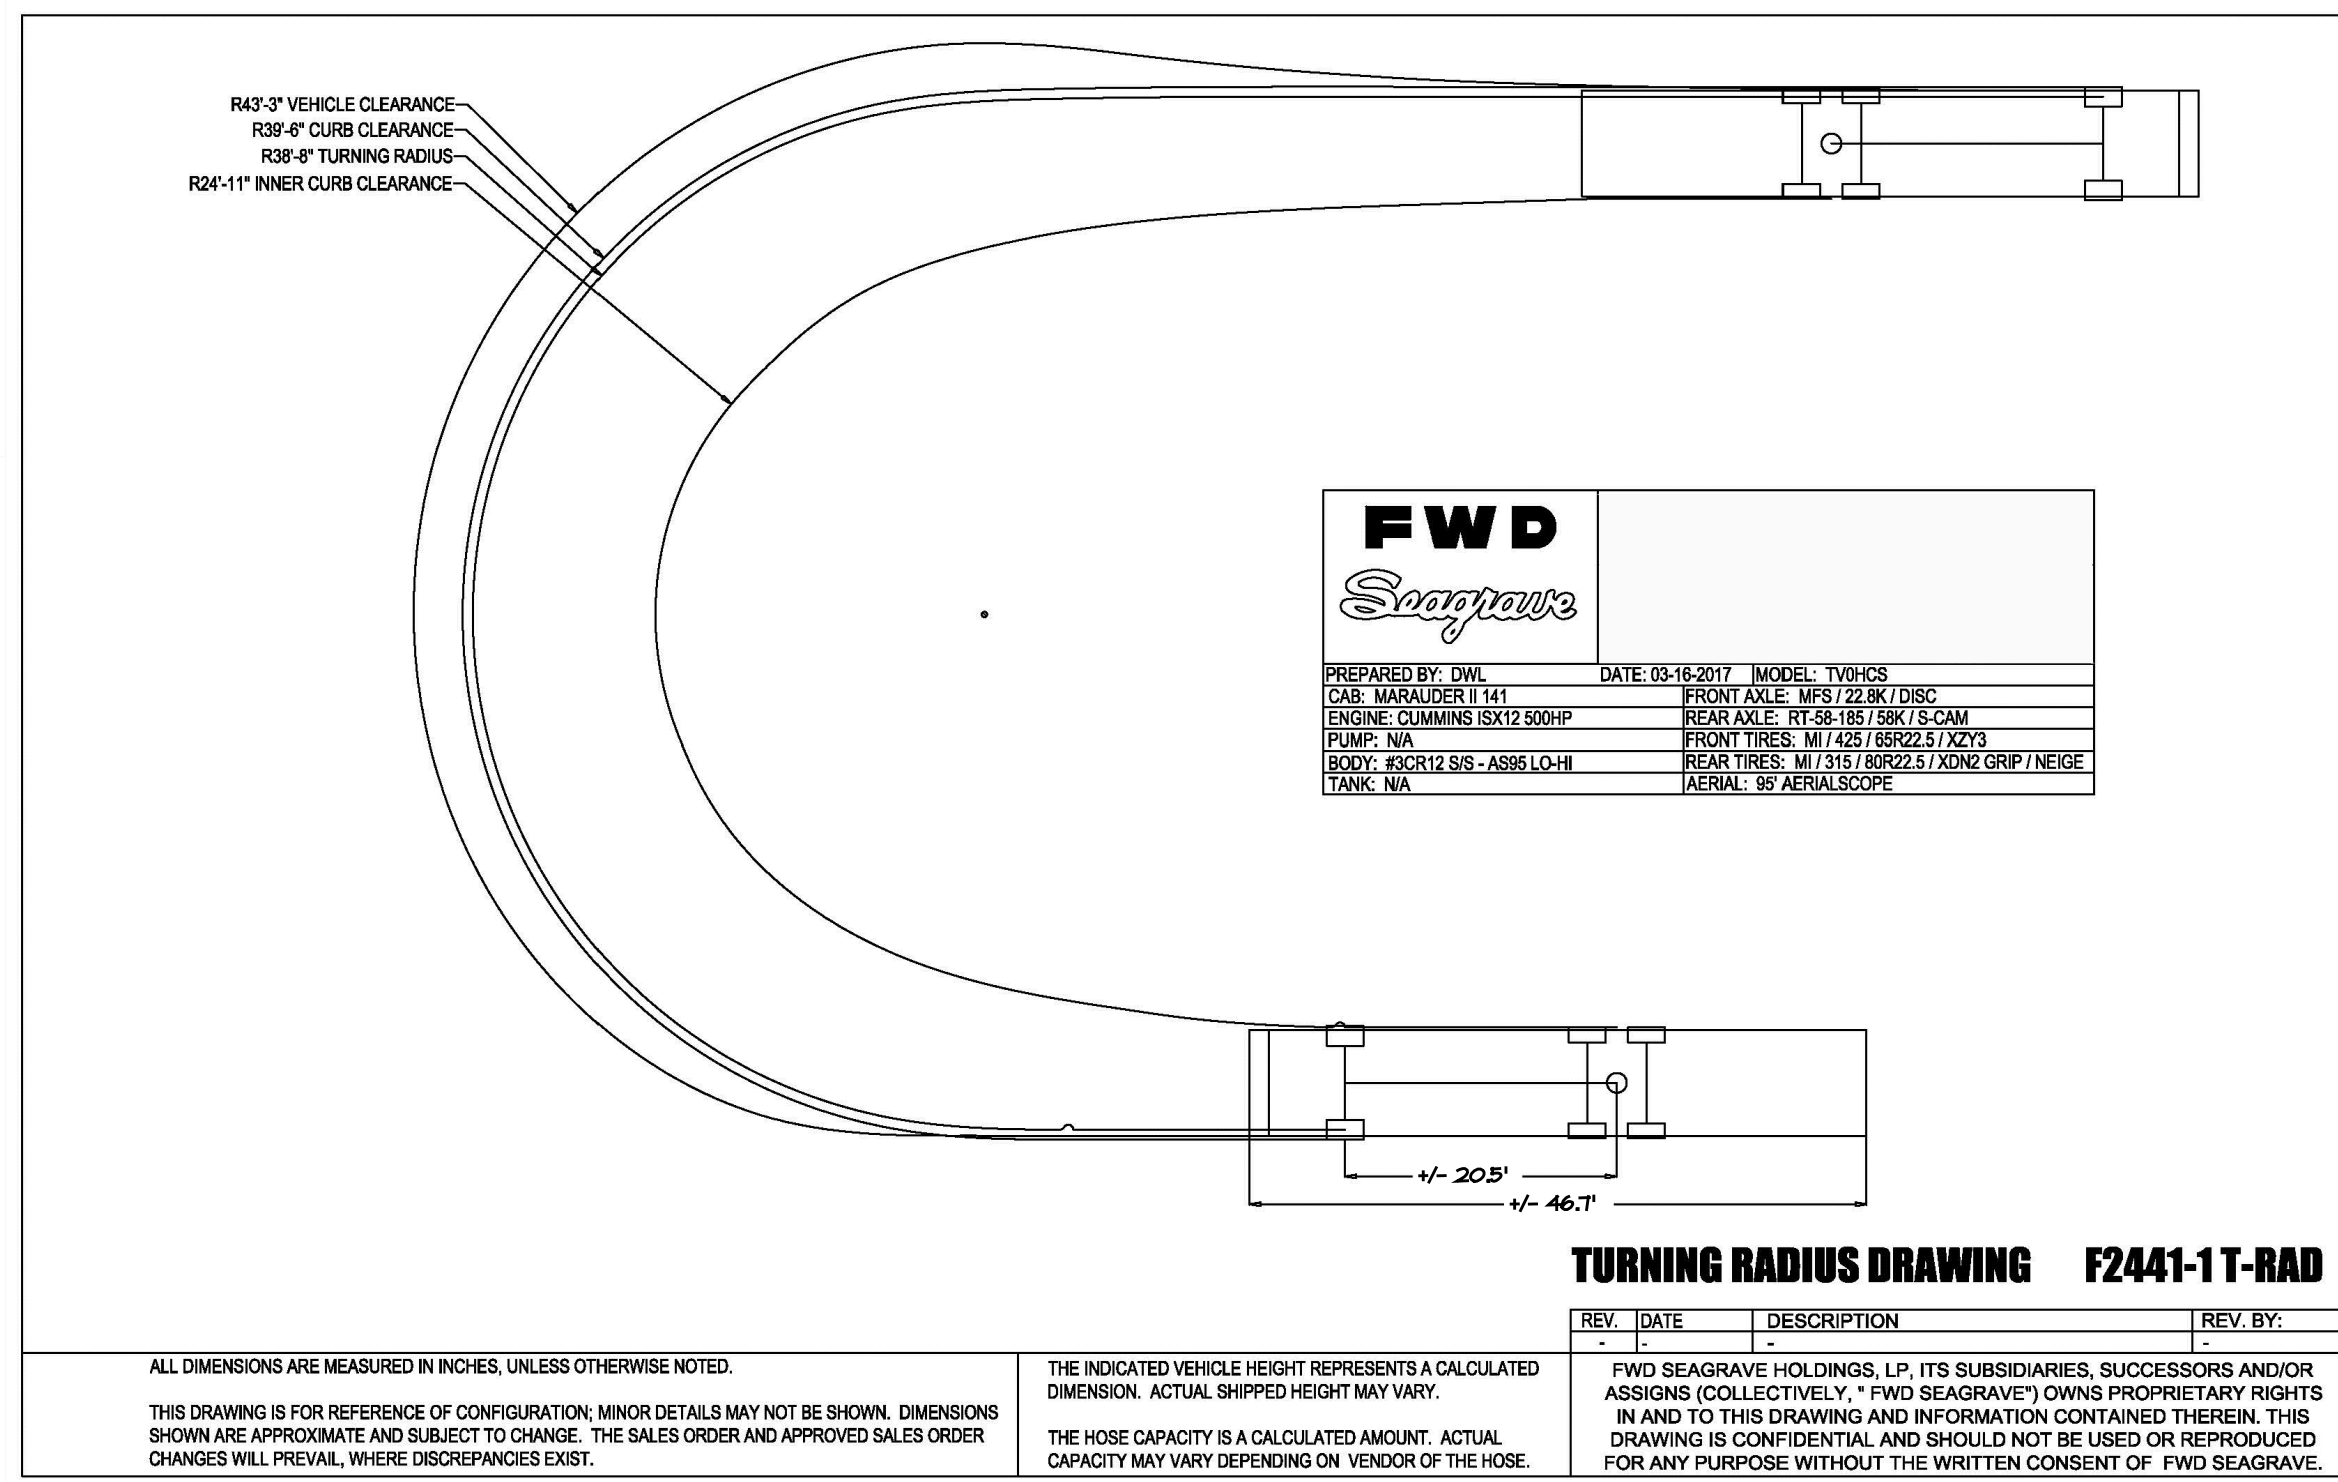 R43'-3" VEHICLE CLEARANCE
R39'-6" CURB CLEARANCE
R38'-8" TURNING RADIUS
R24'-11" INNER CURB CLEARANCE
FWD
Seagrave
PREPARED BY: DWL DATE: 03-16-2017 MODEL: TV0HCS
CAB: MARAUDER II 141 FRONT AXLE: MFS / 22.8K / DISC
ENGINE: CUMMINS ISX12 500HP REAR AXLE: RT-58-185 / 58K / S-CAM
PUMP: N/A FRONT TIRES: MI / 425 / 65R22.5 / XZY3
BODY: #3CR12 S/S - AS95 LO-HI REAR TIRES: MI / 315 / 80R22.5 / XDN2 GRIP / NEIGE
TANK: N/A AERIAL: 95' AERIALSCOPE
+/- 20.5'
+/- 46.7'
TURNING RADIUS DRAWING F2441-1 T-RAD
REV. DATE DESCRIPTION REV. BY:
- - - -
ALL DIMENSIONS ARE MEASURED IN INCHES, UNLESS OTHERWISE NOTED.
THIS DRAWING IS FOR REFERENCE OF CONFIGURATION; MINOR DETAILS MAY NOT BE SHOWN. DIMENSIONS
SHOWN ARE APPROXIMATE AND SUBJECT TO CHANGE. THE SALES ORDER AND APPROVED SALES ORDER
CHANGES WILL PREVAIL, WHERE DISCREPANCIES EXIST.
THE INDICATED VEHICLE HEIGHT REPRESENTS A CALCULATED
DIMENSION. ACTUAL SHIPPED HEIGHT MAY VARY.
THE HOSE CAPACITY IS A CALCULATED AMOUNT. ACTUAL
CAPACITY MAY VARY DEPENDING ON VENDOR OF THE HOSE.
FWD SEAGRAVE HOLDINGS, LP, ITS SUBSIDIARIES, SUCCESSORS AND/OR
ASSIGNS (COLLECTIVELY, " FWD SEAGRAVE") OWNS PROPRIETARY RIGHTS
IN AND TO THIS DRAWING AND INFORMATION CONTAINED THEREIN. THIS
DRAWING IS CONFIDENTIAL AND SHOULD NOT BE USED OR REPRODUCED
FOR ANY PURPOSE WITHOUT THE WRITTEN CONSENT OF FWD SEAGRAVE.